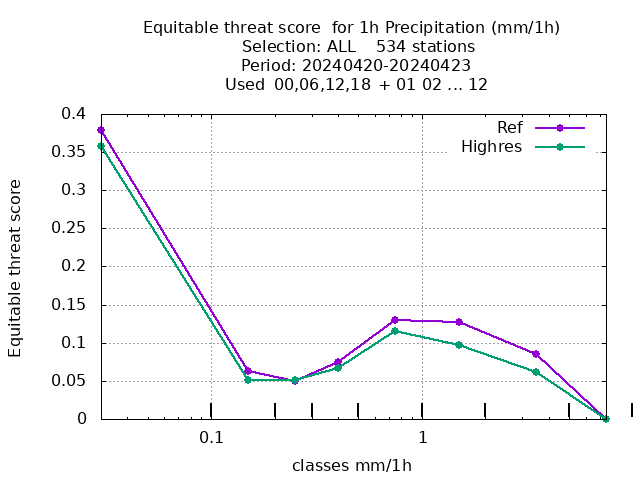 Equitable threat score  for 1h Precipitation (mm/1h)
Selection: ALL    534 stations
Period: 20240420-20240423
Used  00,06,12,18 + 01 02 ... 12
Ref
Highres
0.4
0.35
0.3
0.25
0.2
0.15
0.1
0.05
0
Equitable threat score
0.1 1
classes mm/1h